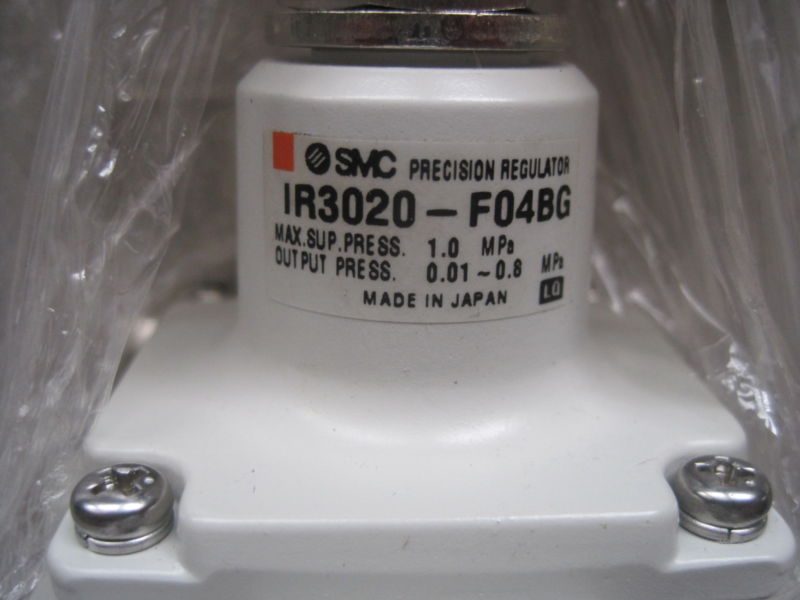 SMC PRECISION REGULATOR
IR3020-F04BG
MAX.SUP.PRESS. 1.0 MPa
OUTPUT PRESS. 0.01~0.8 MPa
MADE IN JAPAN LQ